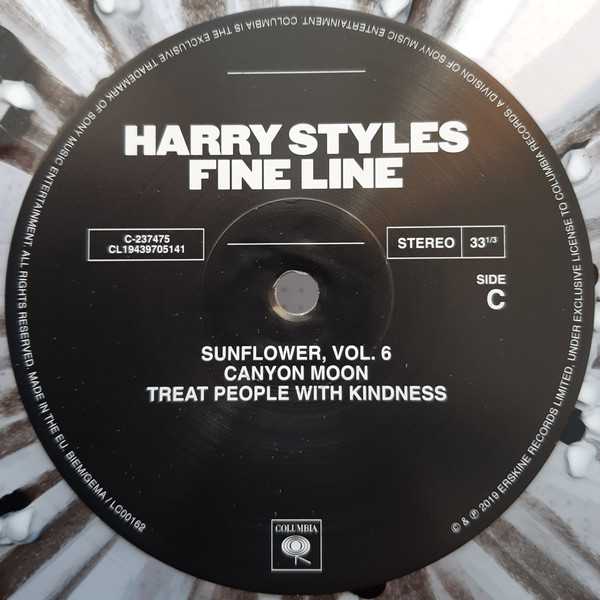 HARRY STYLES
FINE LINE
C-237475
CL19439705141
STEREO 33 1/3
SIDE
C
SUNFLOWER, VOL. 6
CANYON MOON
TREAT PEOPLE WITH KINDNESS
COLUMBIA
© & ℗ 2019 ERSKINE RECORDS LIMITED, UNDER EXCLUSIVE LICENSE TO COLUMBIA RECORDS, A DIVISION OF SONY MUSIC ENTERTAINMENT. COLUMBIA IS THE EXCLUSIVE TRADEMARK OF SONY MUSIC ENTERTAINMENT. ALL RIGHTS RESERVED. MADE IN THE EU. BIEM/GEMA / LC00162